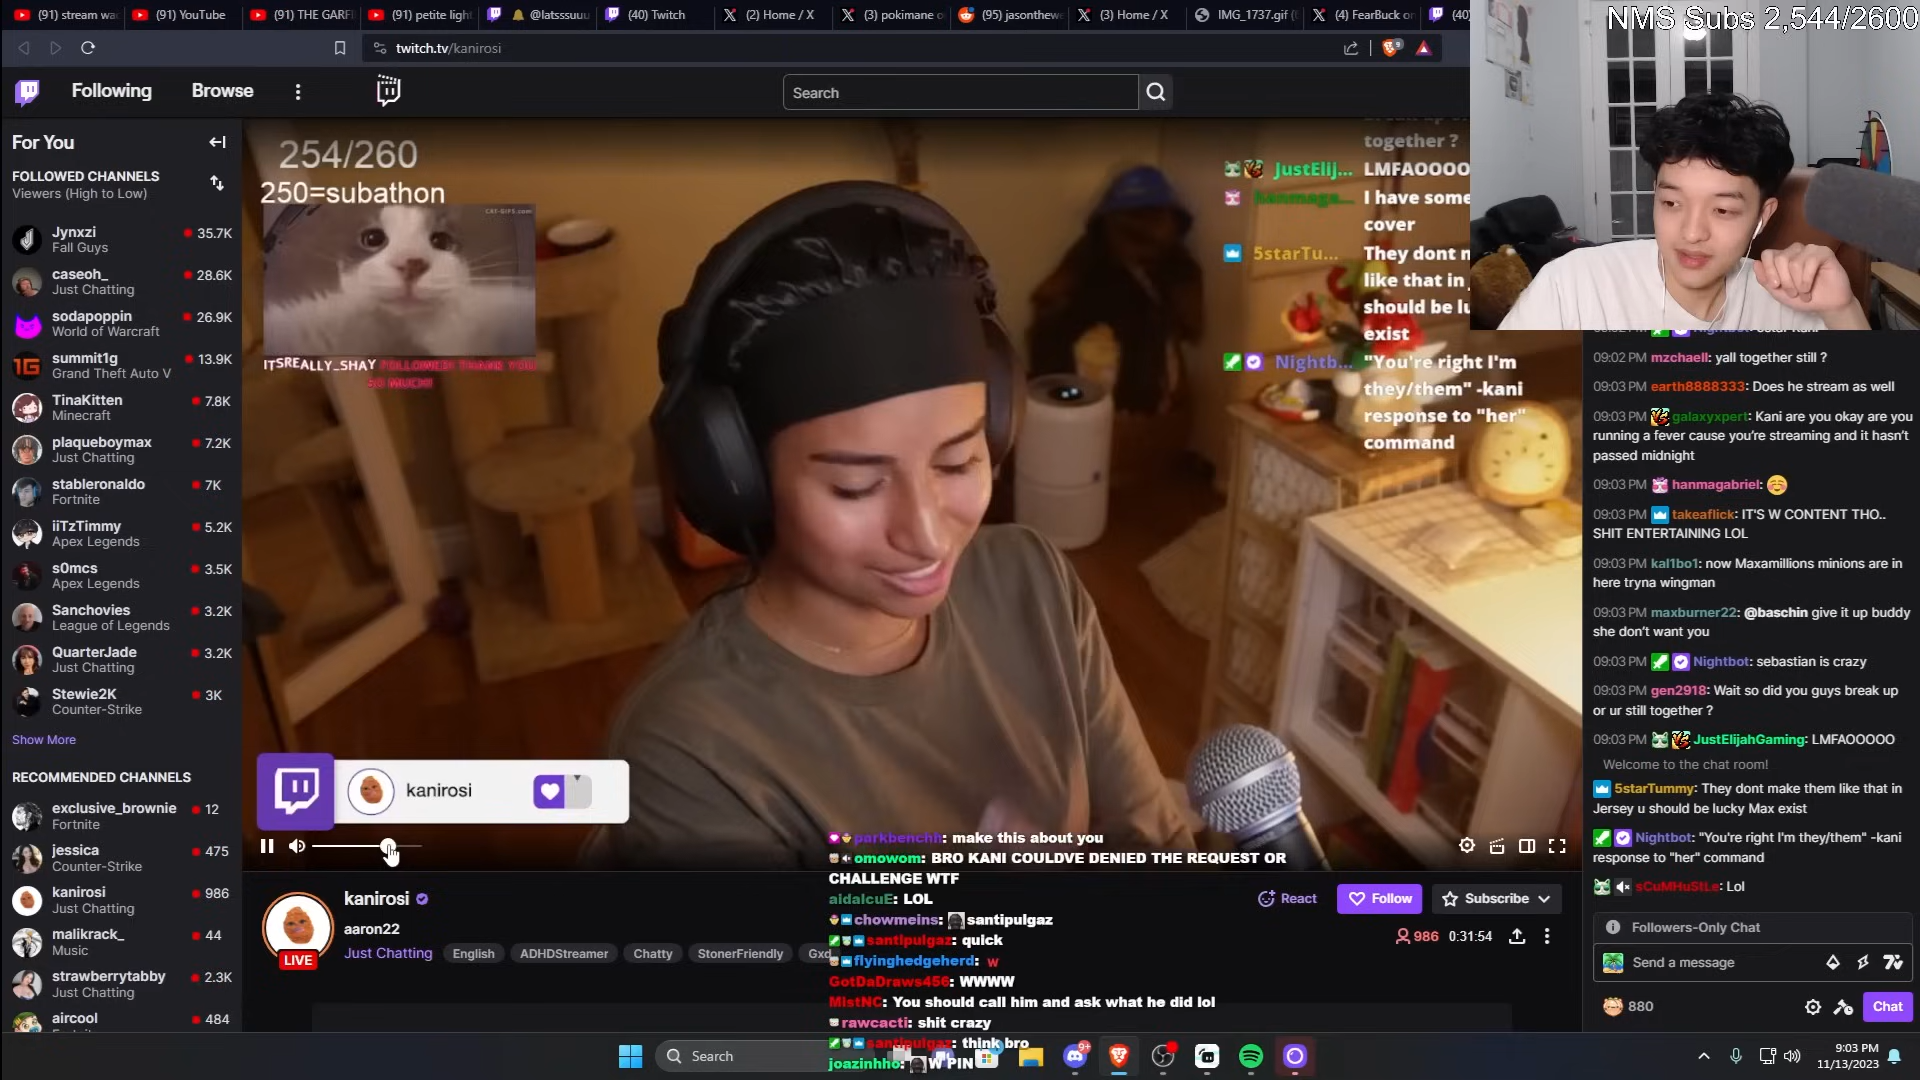 (91) stream wa
(91) YouTube
(91) THE GARF
(91) petite ligh
@latsssuu
(40) Twitch
(2) Home / X
(3) pokimane o
(95) jasonthewe
(3) Home / X
IMG_1737.gif (
(4) FearBuck on
(40)
NMS Subs 2,544/2600
twitch.tv/kanirosi
Following
Browse
Search
For You
FOLLOWED CHANNELS
Viewers (High to Low)
Jynxzi
35.7K
Fall Guys
caseoh_
28.6K
Just Chatting
sodapoppin
26.9K
World of Warcraft
summit1g
13.9K
Grand Theft Auto V
TinaKitten
7.8K
Minecraft
plaqueboymax
7.2K
Just Chatting
stableronaldo
7K
Fortnite
iiTzTimmy
5.2K
Apex Legends
s0mcs
3.5K
Apex Legends
Sanchovies
3.2K
League of Legends
QuarterJade
3.2K
Just Chatting
Stewie2K
3K
Counter-Strike
Show More
RECOMMENDED CHANNELS
exclusive_brownie
12
Fortnite
jessica
475
Counter-Strike
kanirosi
986
Just Chatting
malikrack_
44
Music
strawberrytabby
2.3K
Just Chatting
aircool
484
254/260
250=subathon
CAT-GIFS.com
ITSREALLY_SHAY FOLLOWED! THANK YOU
SO MUCH!
together ?
JustElij... LMFAOOOO
hanmaga... I have some
cover
5starTu... They dont m
like that in
should be lu
exist
Nightb... "You're right I'm
they/them" -kani
response to "her"
command
kanirosi
parkbenchh: make this about you
omowom: BRO KANI COULDVE DENIED THE REQUEST OR
CHALLENGE WTF
aidalcuE: LOL
chowmeins: santipulgaz
santipulgaz: quick
flyinghedgeherd: W
GotDaDraws456: WWWW
MistNC: You should call him and ask what he did lol
rawcacti: shit crazy
santipulgaz: think bro
joazinhho: W PIN
kanirosi
aaron22
LIVE
Just Chatting
English
ADHDStreamer
Chatty
StonerFriendly
React
Follow
Subscribe
986
0:31:54
09:02 PM mzchaell: yall together still ?
09:03 PM earth8888333: Does he stream as well
09:03 PM galaxyxpert: Kani are you okay are you
running a fever cause you're streaming and it hasn't
passed midnight
09:03 PM hanmagabriel:
09:03 PM takeaflick: IT'S W CONTENT THO..
SHIT ENTERTAINING LOL
09:03 PM kal1bo1: now Maxamillions minions are in
here tryna wingman
09:03 PM maxburner22: @baschin give it up buddy
she don't want you
09:03 PM Nightbot: sebastian is crazy
09:03 PM gen2918: Wait so did you guys break up
or ur still together ?
09:03 PM JustElijahGaming: LMFAOOOOO
Welcome to the chat room!
5starTummy: They dont make them like that in
Jersey u should be lucky Max exist
Nightbot: "You're right I'm they/them" -kani
response to "her" command
sCuMHuStLe: Lol
Followers-Only Chat
Send a message
880
Chat
Search
9+
9:03 PM
11/13/2023